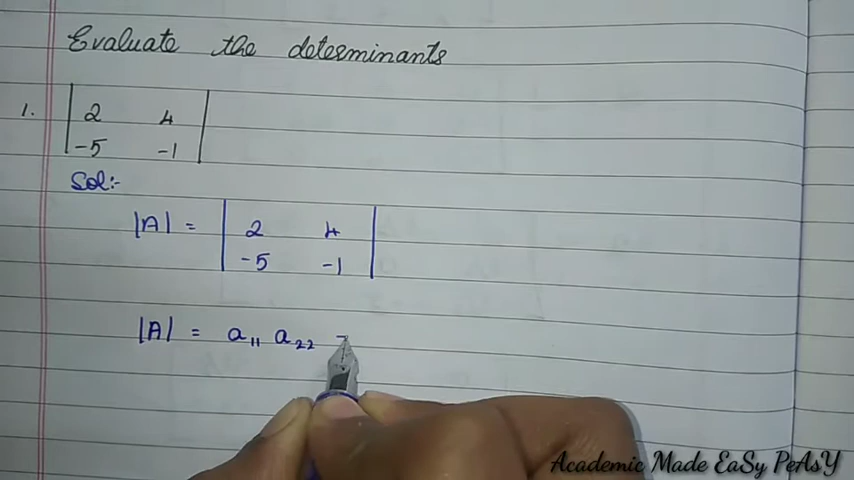 Evaluate the determinants
1. | 2 4 |
| -5 -1 |
Sol:-
|A| = | 2 4 |
| -5 -1 |
|A| = a₁₁ a₂₂ -
Academic Made EaSy PeAsY